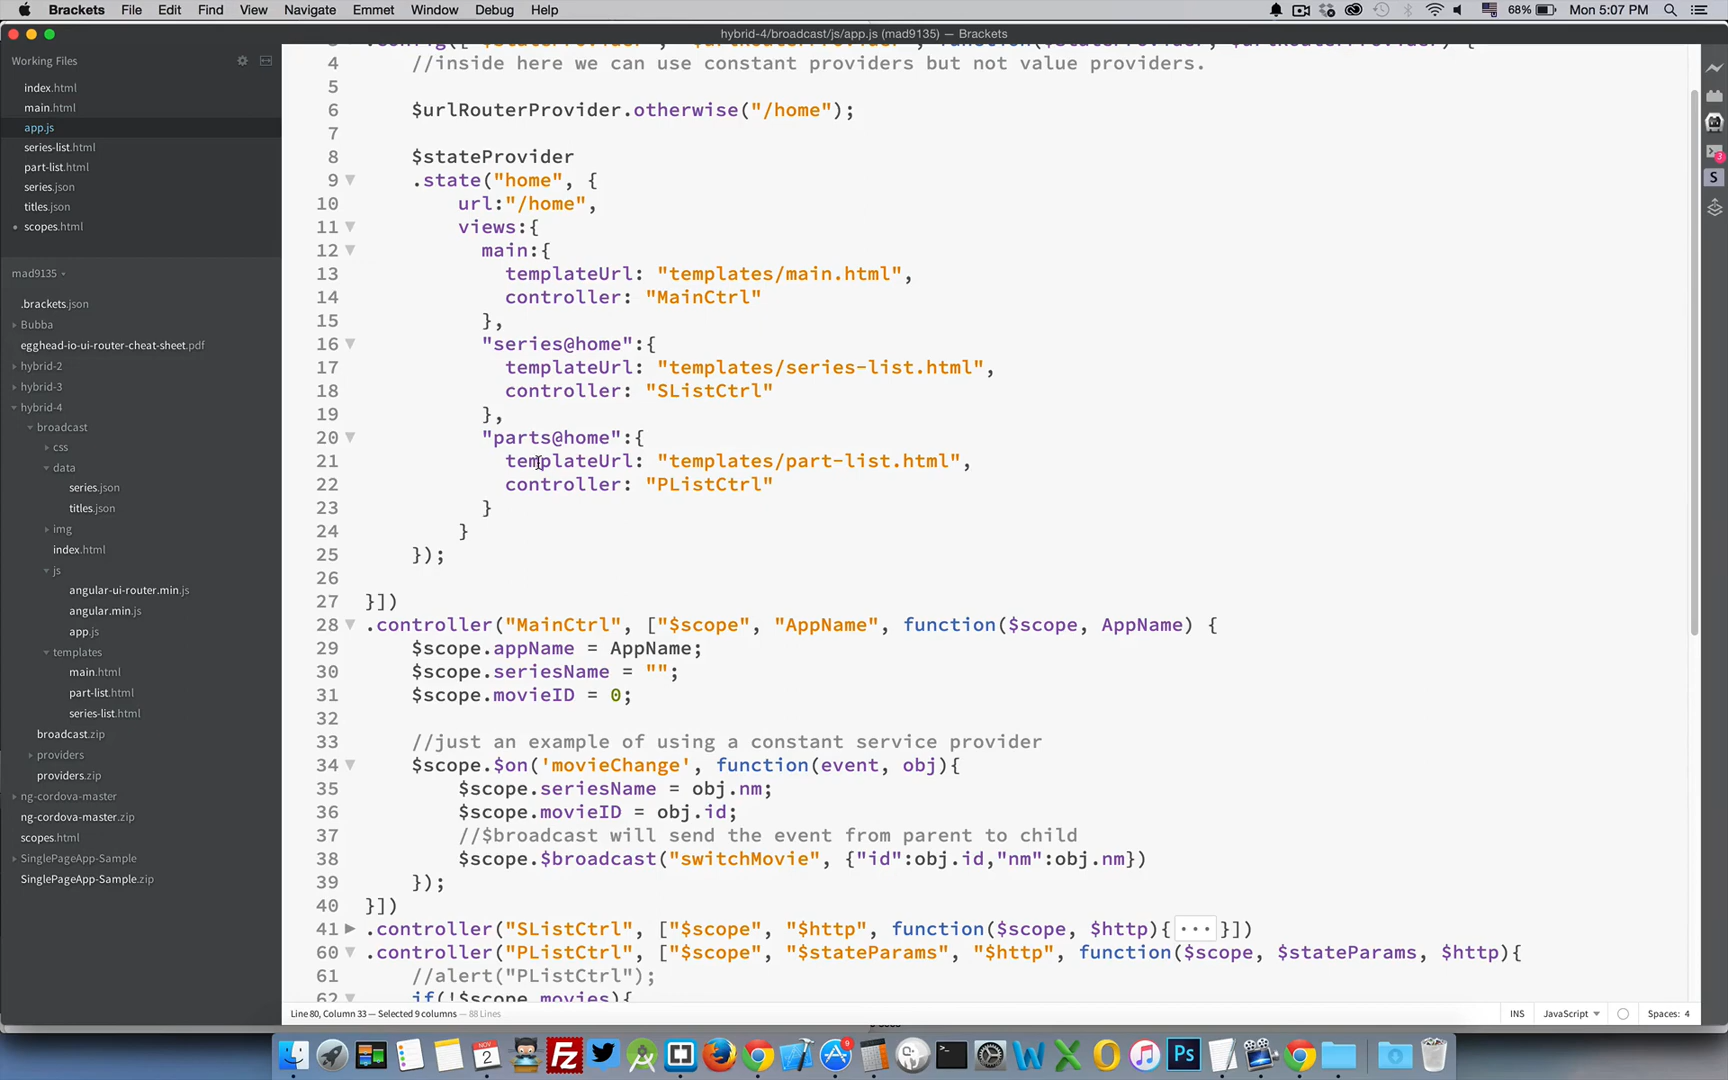 Brackets File Edit Find View Navigate Emmet Window Debug Help 68% Mon 5:07 PM
hybrid-4/broadcast/js/app.js (mad9135) — Brackets
Working Files
index.html
main.html
app.js
series-list.html
part-list.html
series.json
titles.json
scopes.html
mad9135
.brackets.json
Bubba
egghead-io-ui-router-cheat-sheet.pdf
hybrid-2
hybrid-3
hybrid-4
broadcast
css
data
series.json
titles.json
img
index.html
js
angular-ui-router.min.js
angular.min.js
app.js
templates
main.html
part-list.html
series-list.html
broadcast.zip
providers
providers.zip
ng-cordova-master
ng-cordova-master.zip
scopes.html
SinglePageApp-Sample
SinglePageApp-Sample.zip
4 //inside here we can use constant providers but not value providers.
5
6 $urlRouterProvider.otherwise("/home");
7
8 $stateProvider
9 .state("home", {
10 url:"/home",
11 views:{
12 main:{
13 templateUrl: "templates/main.html",
14 controller: "MainCtrl"
15 },
16 "series@home":{
17 templateUrl: "templates/series-list.html",
18 controller: "SListCtrl"
19 },
20 "parts@home":{
21 templateUrl: "templates/part-list.html",
22 controller: "PListCtrl"
23 }
24 }
25 });
26
27 }])
28 .controller("MainCtrl", ["$scope", "AppName", function($scope, AppName) {
29 $scope.appName = AppName;
30 $scope.seriesName = "";
31 $scope.movieID = 0;
32
33 //just an example of using a constant service provider
34 $scope.$on('movieChange', function(event, obj){
35 $scope.seriesName = obj.nm;
36 $scope.movieID = obj.id;
37 //$broadcast will send the event from parent to child
38 $scope.$broadcast("switchMovie", {"id":obj.id,"nm":obj.nm})
39 });
40 }])
41 .controller("SListCtrl", ["$scope", "$http", function($scope, $http){ ... }])
60 .controller("PListCtrl", ["$scope", "$stateParams", "$http", function($scope, $stateParams, $http){
61 //alert("PListCtrl");
62 if(!$scope.movies){
Line 80, Column 33 — Selected 9 columns — 88 Lines INS JavaScript Spaces: 4